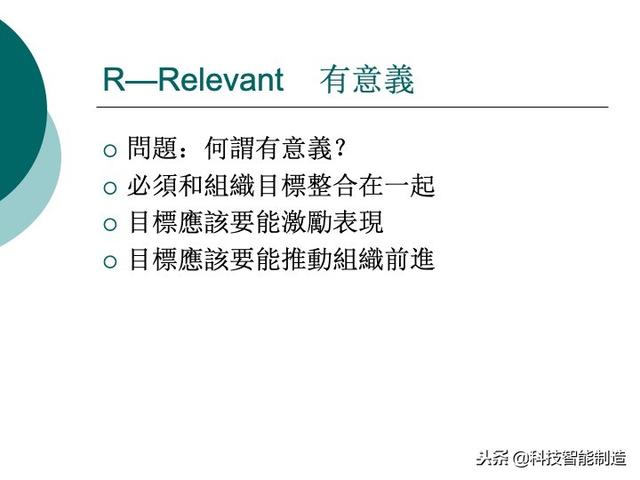 R—Relevant 有意義
問題：何謂有意義？
必須和組織目標整合在一起
目標應該要能激勵表現
目標應該要能推動組織前進
头条 @科技智能制造